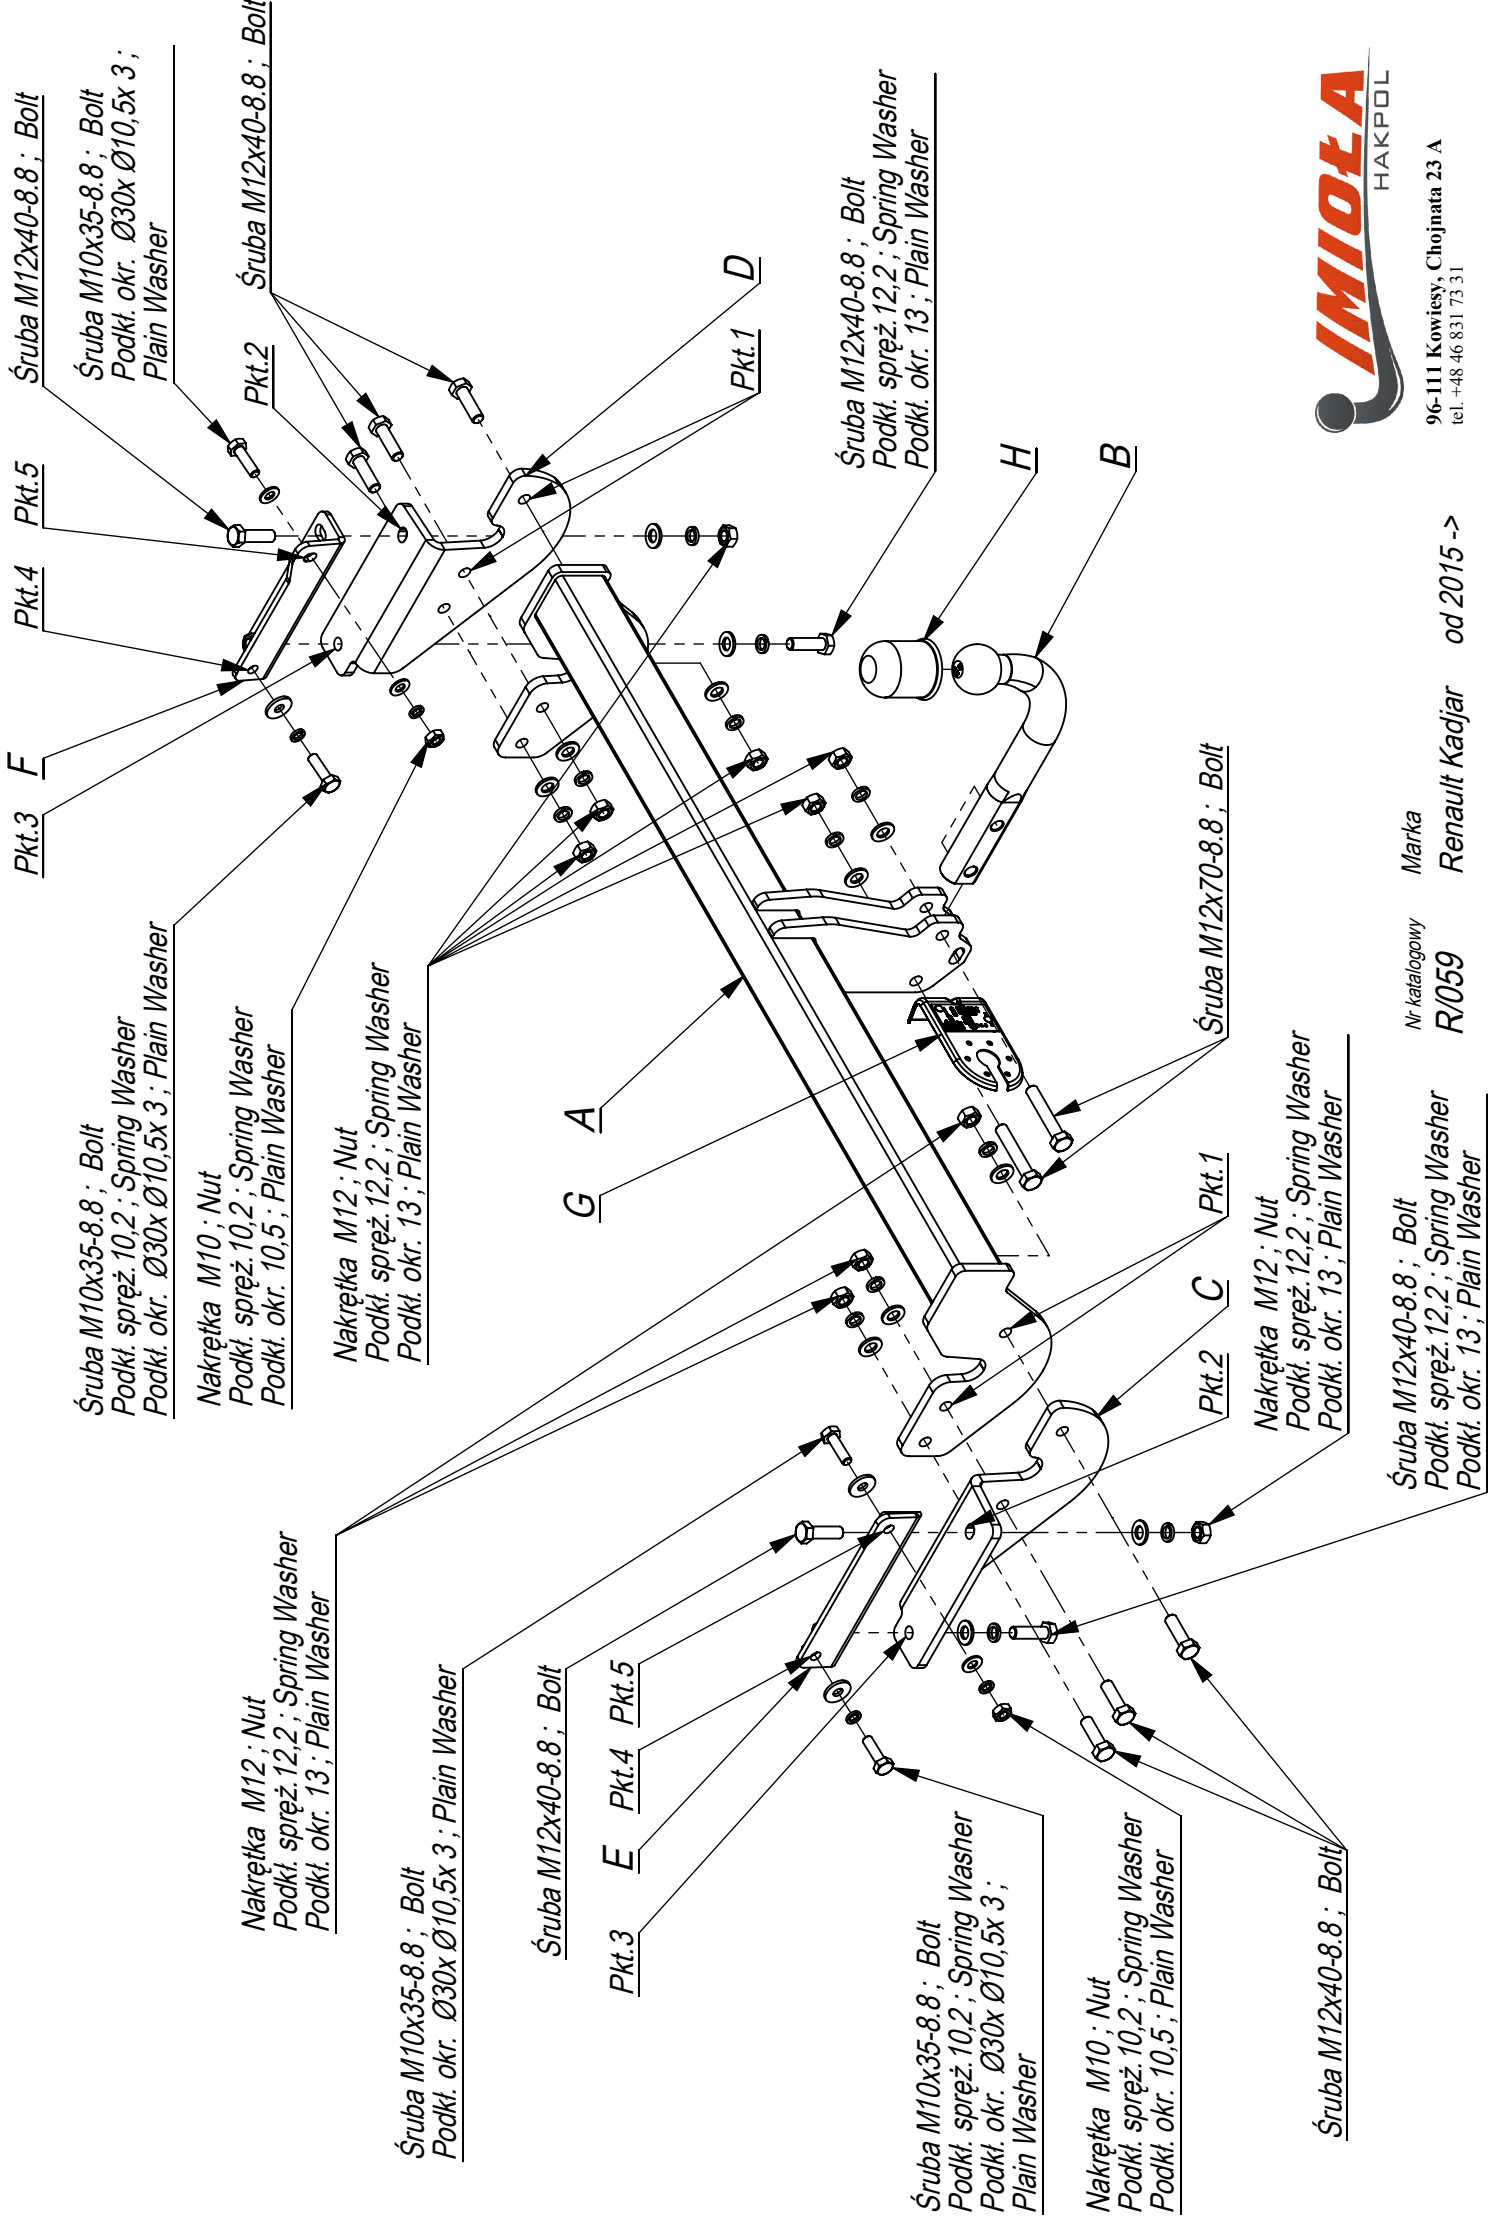 Śruba M12x40-8.8 ; Bolt
Śruba M10x35-8.8 ; Bolt
Podkł. okr. Ø30x Ø10,5x 3 ;
Plain Washer
Śruba M12x40-8.8 ; Bolt
Pkt.5
Pkt.4
F
Pkt.3
Pkt.2
D
Pkt.1
Śruba M12x40-8.8 ; Bolt
Podkł. spręż.12,2 ; Spring Washer
Podkł. okr. 13 ; Plain Washer
H
B
Śruba M10x35-8.8 ; Bolt
Podkł. spręż.10,2 ; Spring Washer
Podkł. okr. Ø30x Ø10,5x 3 ; Plain Washer
Nakrętka M10 ; Nut
Podkł. spręż.10,2 ; Spring Washer
Podkł. okr. 10,5 ; Plain Washer
Nakrętka M12 ; Nut
Podkł. spręż.12,2 ; Spring Washer
Podkł. okr. 13 ; Plain Washer
A
G
Śruba M12x70-8.8 ; Bolt
Nakrętka M12 ; Nut
Podkł. spręż.12,2 ; Spring Washer
Podkł. okr. 13 ; Plain Washer
Śruba M10x35-8.8 ; Bolt
Podkł. okr. Ø30x Ø10,5x 3 ; Plain Washer
Śruba M12x40-8.8 ; Bolt
Pkt.5
Pkt.4
E
Pkt.3
Pkt.1
C
Pkt.2
Nakrętka M12 ; Nut
Podkł. spręż.12,2 ; Spring Washer
Podkł. okr. 13 ; Plain Washer
Śruba M12x40-8.8 ; Bolt
Podkł. spręż.12,2 ; Spring Washer
Podkł. okr. 13 ; Plain Washer
Śruba M10x35-8.8 ; Bolt
Podkł. spręż.10,2 ; Spring Washer
Podkł. okr. Ø30x Ø10,5x 3 ;
Plain Washer
Nakrętka M10 ; Nut
Podkł. spręż.10,2 ; Spring Washer
Podkł. okr. 10,5 ; Plain Washer
Śruba M12x40-8.8 ; Bolt
Nr katalogowy Marka
R/059 Renault Kadjar od 2015 ->
IMIOŁA
HAKPOL
96-111 Kowiesy, Chojnata 23 A
tel. +48 46 831 73 31